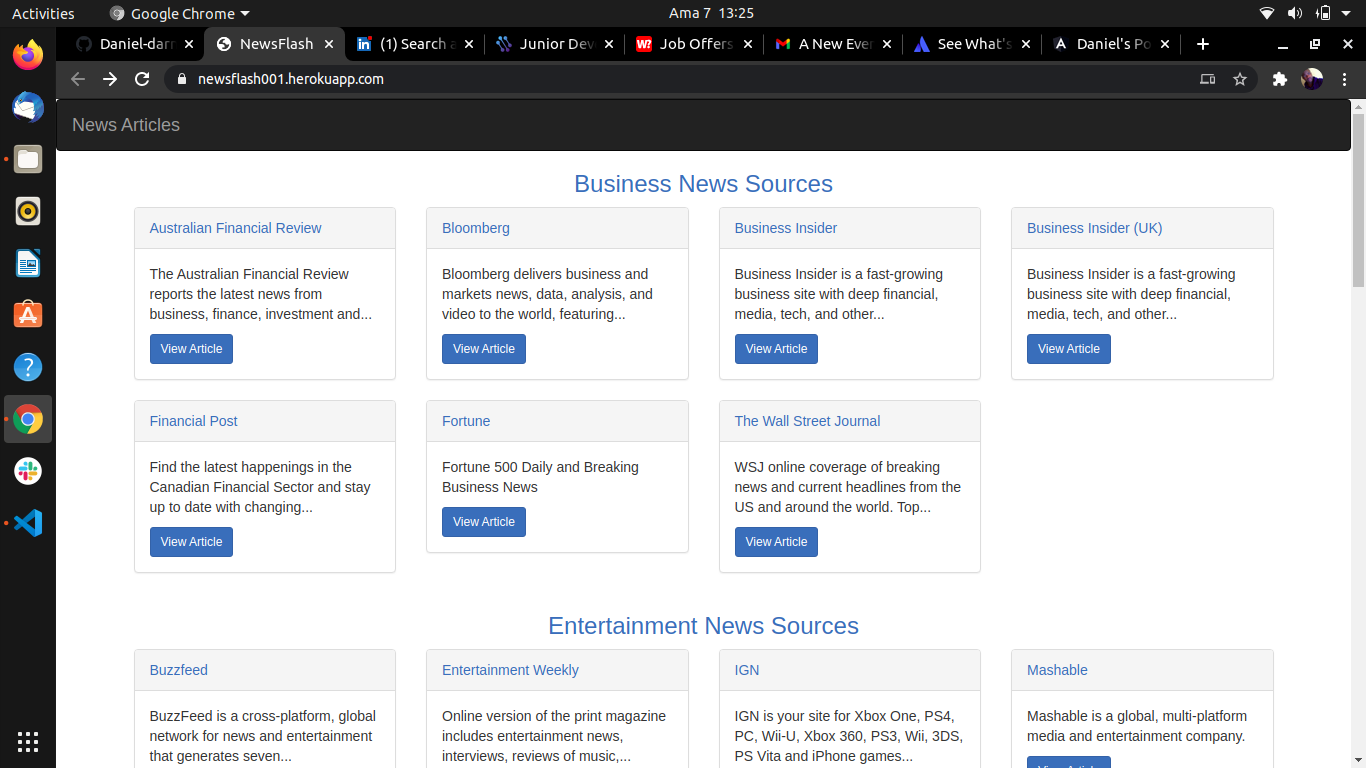 Activities Google Chrome Ama 7 13:25
Daniel-darr NewsFlash (1) Search a Junior Dev Job Offers A New Ever See What's Daniel's Po
newsflash001.herokuapp.com
News Articles
Business News Sources
Australian Financial Review Bloomberg Business Insider Business Insider (UK)
The Australian Financial Review Bloomberg delivers business and Business Insider is a fast-growing Business Insider is a fast-growing
reports the latest news from markets news, data, analysis, and business site with deep financial, business site with deep financial,
business, finance, investment and... video to the world, featuring... media, tech, and other... media, tech, and other...
View Article View Article View Article View Article
Financial Post Fortune The Wall Street Journal
Find the latest happenings in the Fortune 500 Daily and Breaking WSJ online coverage of breaking
Canadian Financial Sector and stay Business News news and current headlines from the
up to date with changing... US and around the world. Top...
View Article View Article View Article
Entertainment News Sources
Buzzfeed Entertainment Weekly IGN Mashable
BuzzFeed is a cross-platform, global Online version of the print magazine IGN is your site for Xbox One, PS4, Mashable is a global, multi-platform
network for news and entertainment includes entertainment news, PC, Wii-U, Xbox 360, PS3, Wii, 3DS, media and entertainment company.
that generates seven... interviews, reviews of music,... PS Vita and iPhone games...
View Article